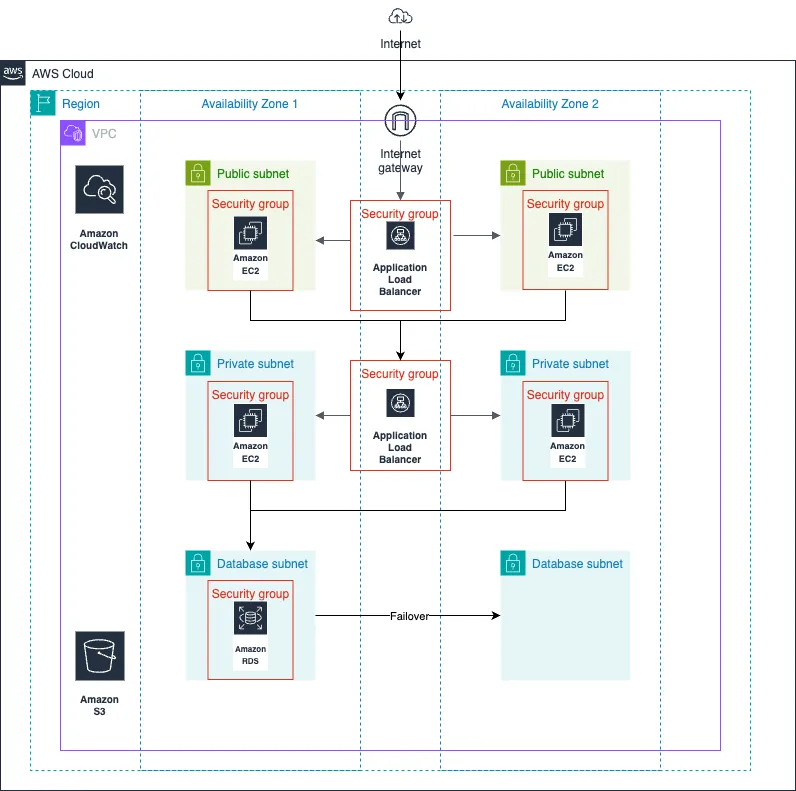 Internet
aws
AWS Cloud
Region
Availability Zone 1
Availability Zone 2
VPC
Internet
gateway
Public subnet
Public subnet
Security group
Security group
Security group
Amazon
EC2
Amazon
EC2
Amazon
CloudWatch
Application
Load
Balancer
Private subnet
Private subnet
Security group
Security group
Security group
Amazon
EC2
Amazon
EC2
Application
Load
Balancer
Database subnet
Database subnet
Security group
Failover
Amazon
RDS
Amazon
S3